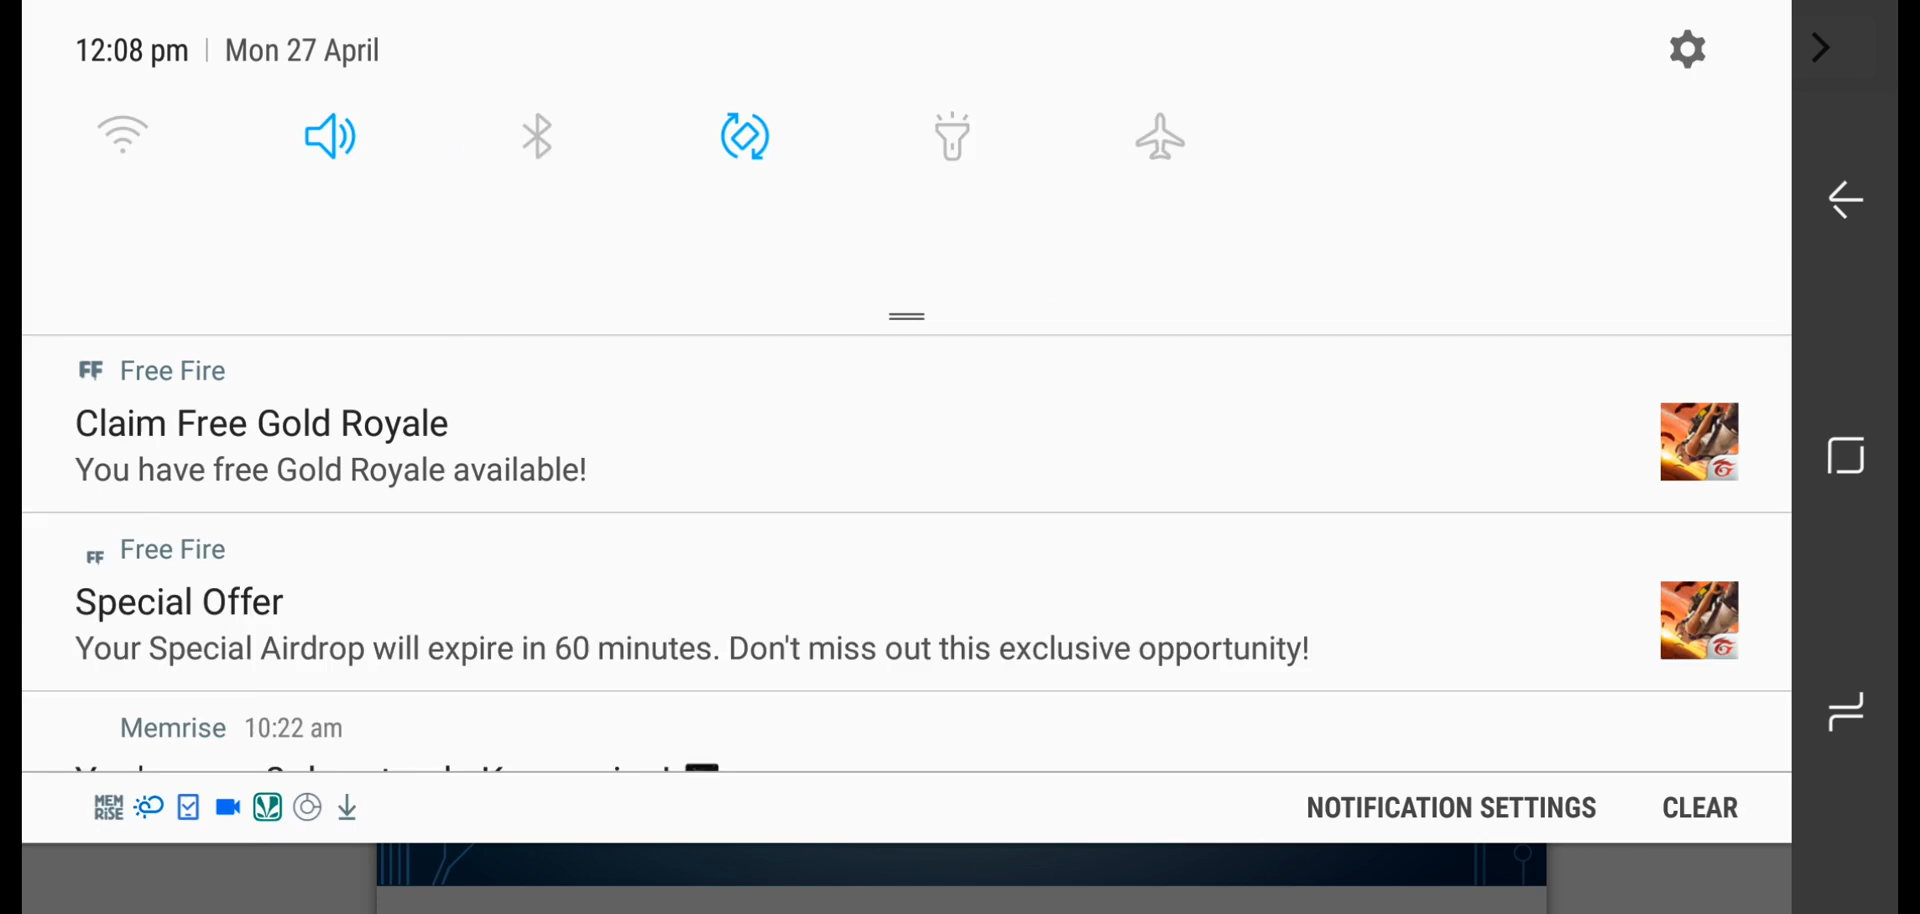 12:08 pm | Mon 27 April
FF Free Fire
Claim Free Gold Royale
You have free Gold Royale available!
FF Free Fire
Special Offer
Your Special Airdrop will expire in 60 minutes. Don't miss out this exclusive opportunity!
Memrise 10:22 am
MEM
RiSE
NOTIFICATION SETTINGS CLEAR